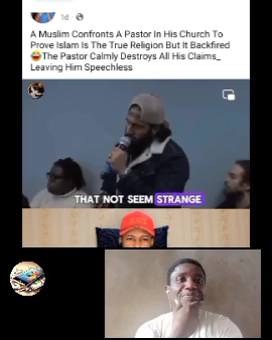 1d
A Muslim Confronts A Pastor In His Church To
Prove Islam Is The True Religion But It Backfired
😂The Pastor Calmly Destroys All His Claims_
Leaving Him Speechless
THAT NOT SEEM STRANGE